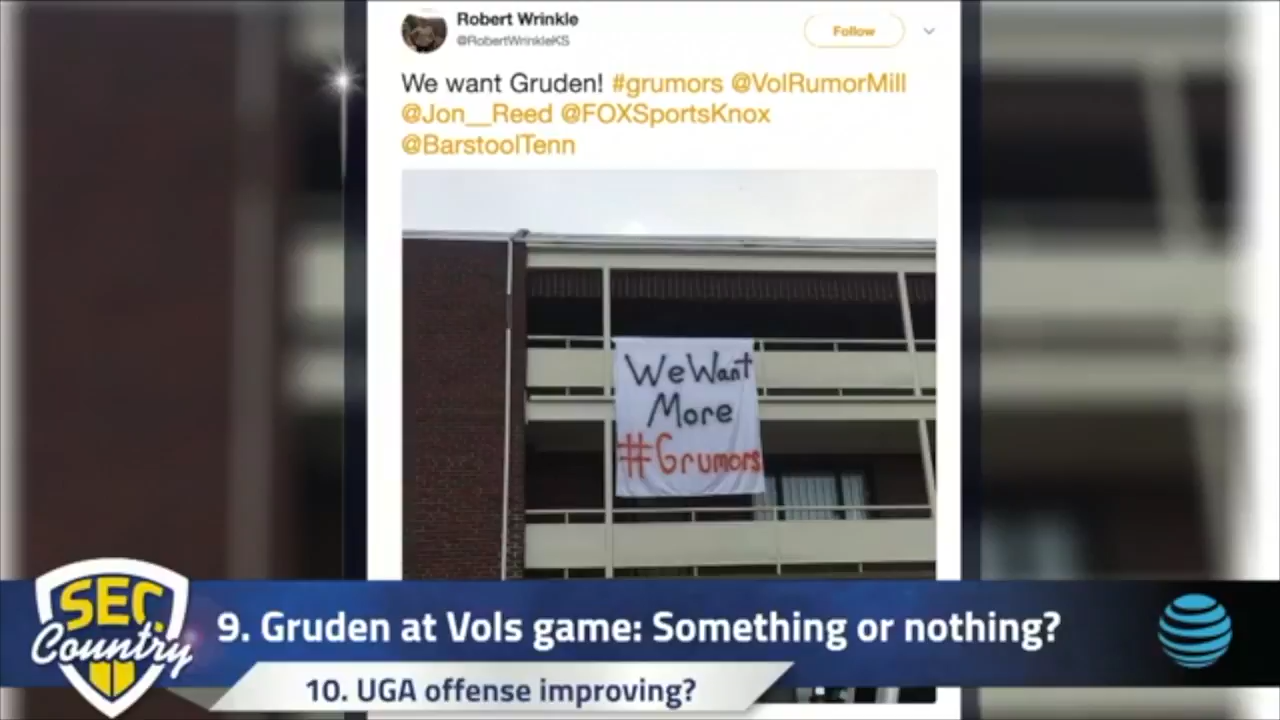 Robert Wrinkle
@RobertWrinkleKS
Follow
We want Gruden! #grumors @VolRumorMill
@Jon__Reed @FOXSportsKnox
@BarstoolTenn
We Want
More
#Grumors
SEC
Country
9. Gruden at Vols game: Something or nothing?
10. UGA offense improving?